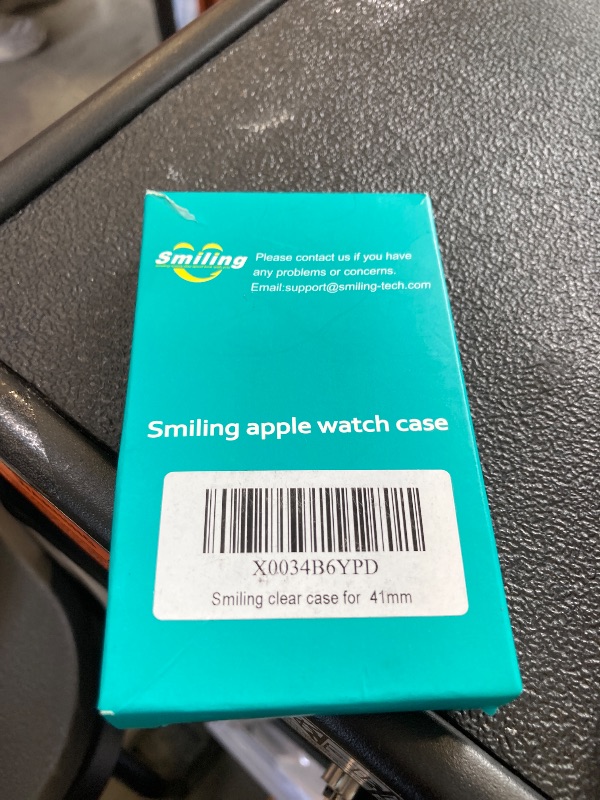 Smiling
Please contact us if you have
any problems or concerns.
Email:support@smiling-tech.com
Smiling apple watch case
X0034B6YPD
Smiling clear case for 41mm